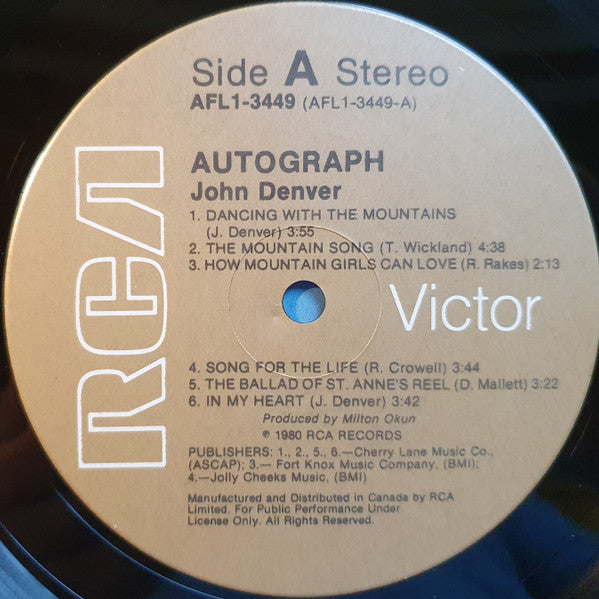 Side A Stereo
AFL1-3449 (AFL1-3449-A)
AUTOGRAPH
John Denver
1. DANCING WITH THE MOUNTAINS
(J. Denver) 3:55
2. THE MOUNTAIN SONG (T. Wickland) 4:38
3. HOW MOUNTAIN GIRLS CAN LOVE (R. Rakes) 2:13
RCA
Victor
4. SONG FOR THE LIFE (R. Crowell) 3:44
5. THE BALLAD OF ST. ANNE'S REEL (D. Mallett) 3:22
6. IN MY HEART (J. Denver) 3:42
Produced by Milton Okun
℗ 1980 RCA RECORDS
PUBLISHERS: 1., 2., 5., 6.—Cherry Lane Music Co.,
(ASCAP); 3.— Fort Knox Music Company, (BMI);
4.—Jolly Cheeks Music, (BMI)
Manufactured and Distributed in Canada by RCA
Limited. For Public Performance Under
License Only. All Rights Reserved.